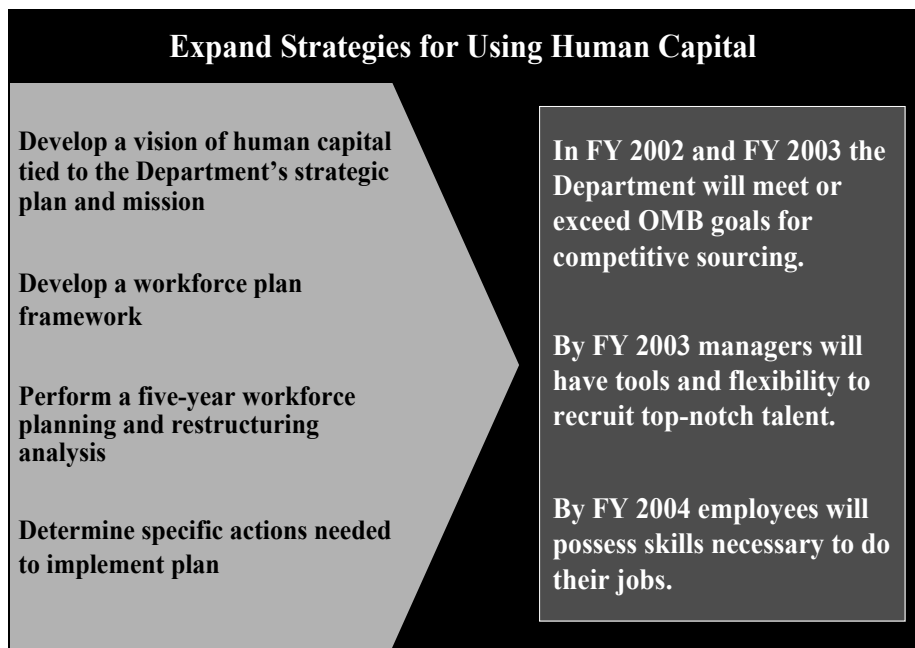 Expand Strategies for Using Human Capital
Develop a vision of human capital
tied to the Department's strategic
plan and mission
Develop a workforce plan
framework
Perform a five-year workforce
planning and restructuring
analysis
Determine specific actions needed
to implement plan
In FY 2002 and FY 2003 the
Department will meet or
exceed OMB goals for
competitive sourcing.
By FY 2003 managers will
have tools and flexibility to
recruit top-notch talent.
By FY 2004 employees will
possess skills necessary to do
their jobs.